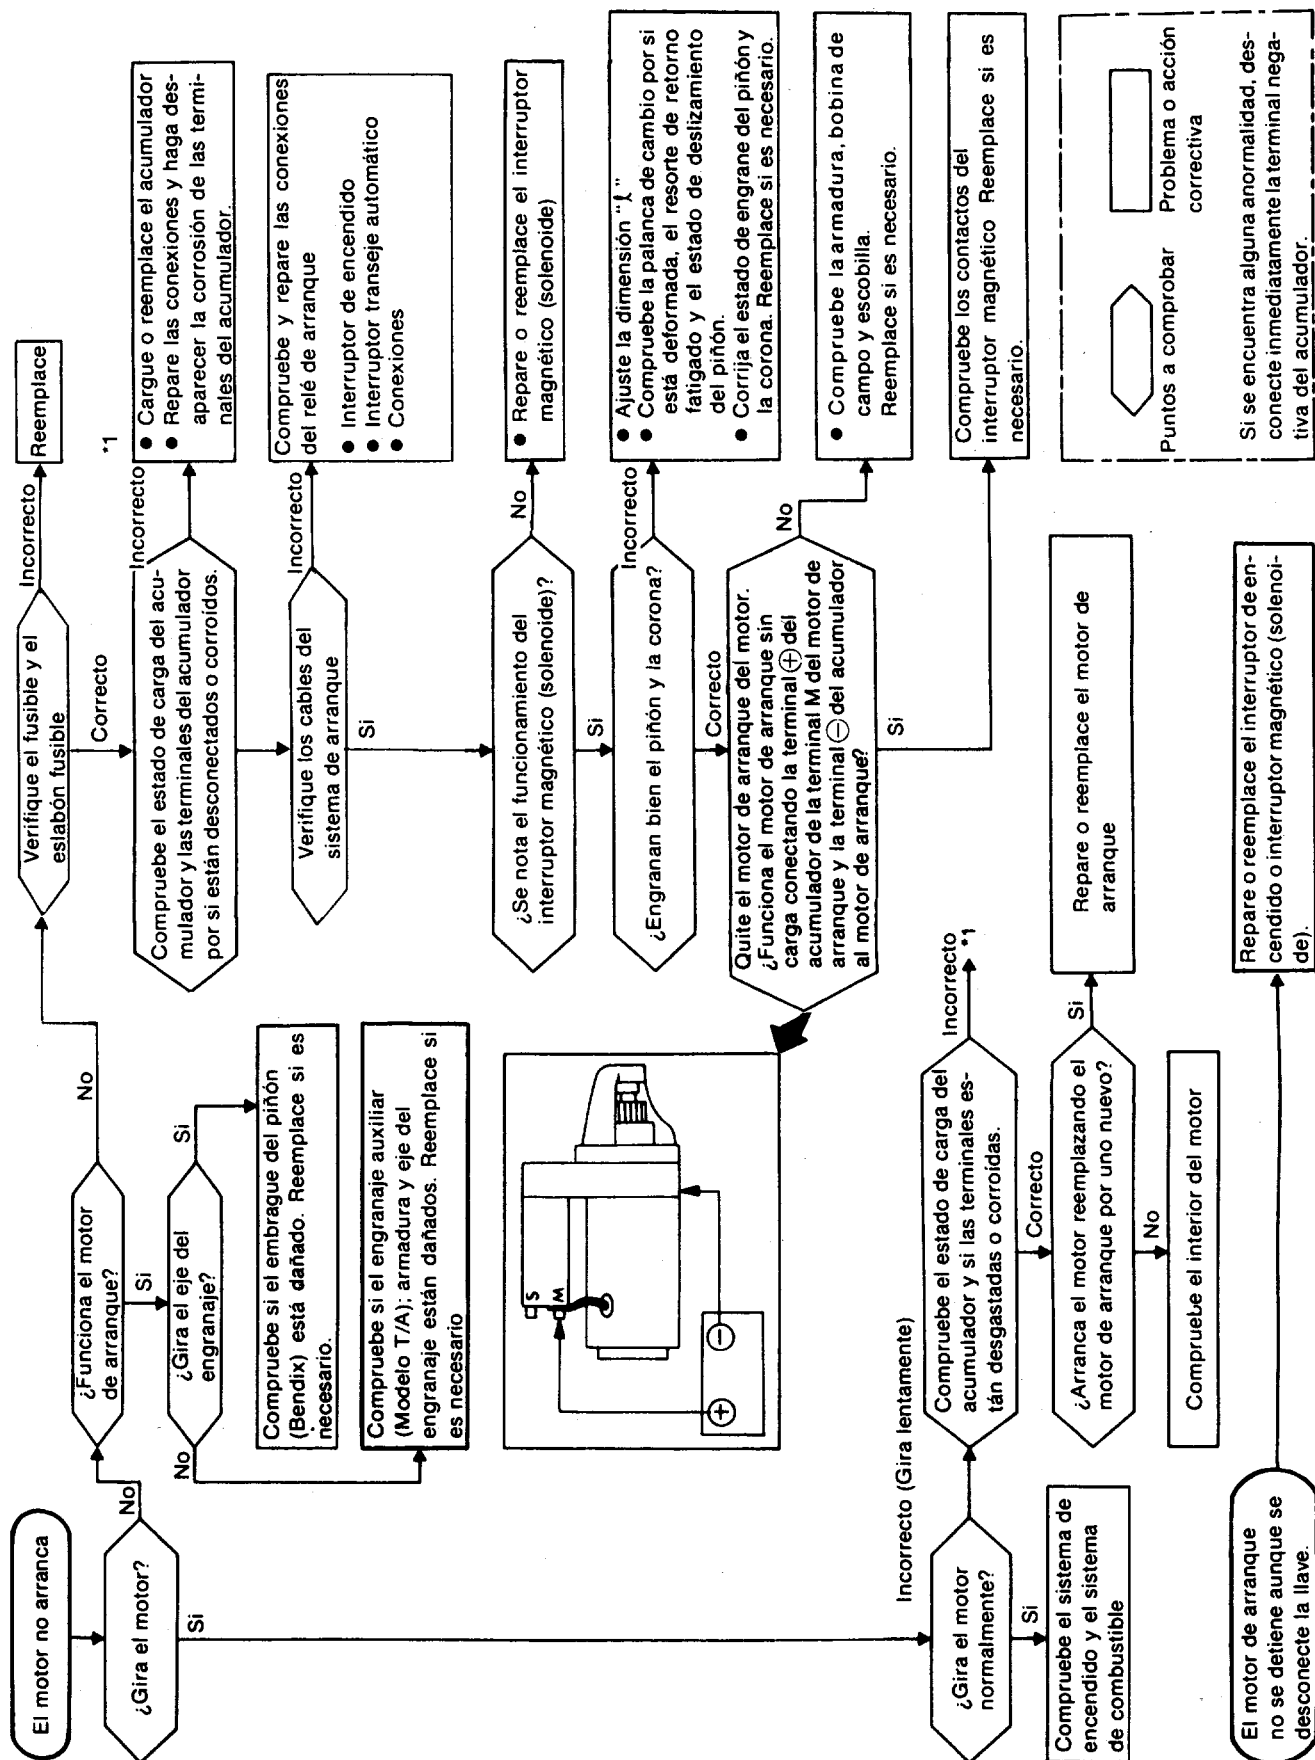 El motor no arranca
¿Gira el motor?
No
Si
¿Funciona el motor
de arranque?
No
Si
¿Gira el eje del
engranaje?
Si
No
Compruebe si el embrague del piñón
(Bendix) está dañado. Reemplace si es
necesario.
Compruebe si el engranaje auxiliar
(Modelo T/A); armadura y eje del
engranaje están dañados. Reemplace si
es necesario
Verifique el fusible y el
eslabón fusible
Incorrecto
Reemplace
Correcto
*1
Compruebe el estado de carga del acu-
mulador y las terminales del acumulador
por si están desconectados o corroídos.
Incorrecto
● Cargue o reemplace el acumulador
● Repare las conexiones y haga des-
aparecer la corrosión de las termi-
nales del acumulador.
Verifique los cables del
sistema de arranque
Incorrecto
Compruebe y repare las conexiones
del relé de arranque
● Interruptor de encendido
● Interruptor transeje automático
● Conexiones
Si
¿Se nota el funcionamiento del
interruptor magnético (solenoide)?
No
● Repare o reemplace el interruptor
magnético (solenoide)
Si
¿Engranan bien el piñón y la corona?
Incorrecto
● Ajuste la dimensión "ℓ"
● Compruebe la palanca de cambio por si
está deformada, el resorte de retorno
fatigado y el estado de deslizamiento
del piñón.
● Corrija el estado de engrane del piñón y
la corona. Reemplace si es necesario.
Correcto
Quite el motor de arranque del motor.
¿Funciona el motor de arranque sin
carga conectando la terminal ⊕ del
acumulador de la terminal M del motor de
arranque y la terminal ⊖ del acumulador
al motor de arranque?
No
● Compruebe la armadura, bobina de
campo y escobilla.
Reemplace si es necesario.
Si
Compruebe los contactos del
interruptor magnético Reemplace si es
necesario.
S
M
⊕
⊖
Incorrecto (Gira lentamente)
¿Gira el motor
normalmente?
Si
Compruebe el sistema de
encendido y el sistema
de combustible
Compruebe el estado de carga del
acumulador y si las terminales es-
tán desgastadas o corroídas.
Incorrecto
*1
Correcto
¿Arranca el motor reemplazando el
motor de arranque por uno nuevo?
Si
Repare o reemplace el motor de
arranque
No
Compruebe el interior del motor
El motor de arranque
no se detiene aunque se
desconecte la llave.
Repare o reemplace el interruptor de en-
cendido o interruptor magnético (solenoi-
de).
Puntos a comprobar
Problema o acción
correctiva
Si se encuentra alguna anormalidad, des-
conecte inmediatamente la terminal nega-
tiva del acumulador.